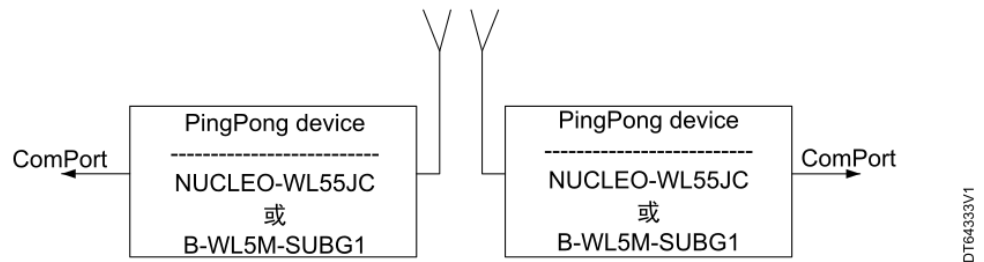 PingPong device
---------------------------
NUCLEO-WL55JC
或
B-WL5M-SUBG1
ComPort
PingPong device
---------------------------
NUCLEO-WL55JC
或
B-WL5M-SUBG1
ComPort
DT64333V1